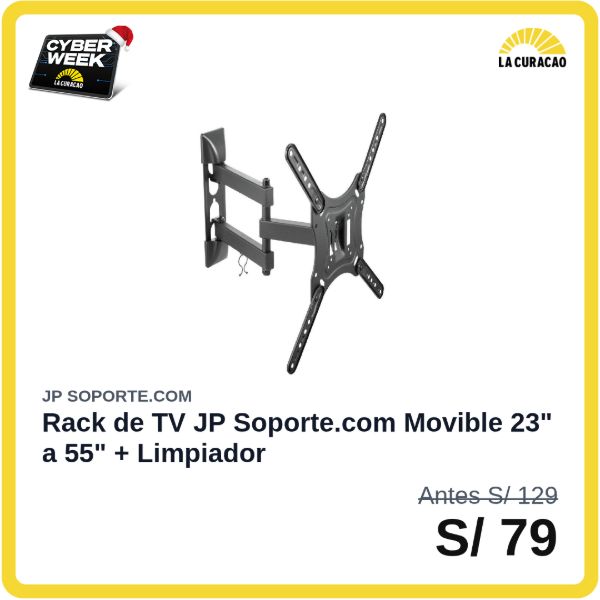 CYBER
WEEK
LA CURACAO
LA CURACAO
JP SOPORTE.COM
Rack de TV JP Soporte.com Movible 23"
a 55" + Limpiador
Antes S/ 129
S/ 79